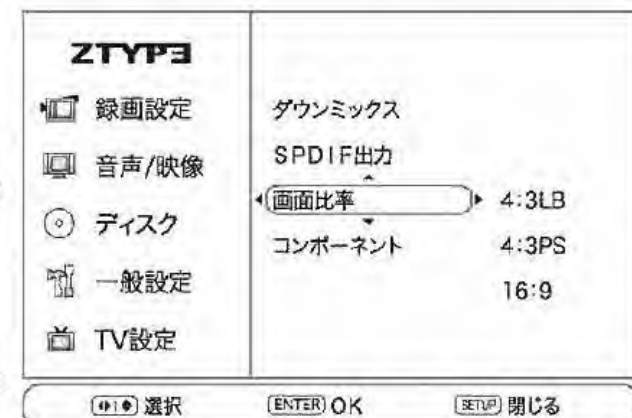 ZTYP3
録画設定
音声/映像
ディスク
一般設定
TV設定
ダウンミックス
SPDIF出力
画面比率
コンポーネント
4:3LB
4:3PS
16:9
選択
ENTER OK
SETUP 閉じる